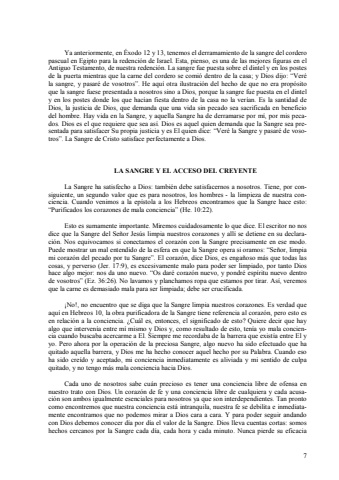 Ya anteriormente, en Éxodo 12 y 13, tenemos el derramamiento de la sangre del cordero
pascual en Egipto para la redención de Israel. Esta, pienso, es una de las mejores figuras en el
Antiguo Testamento, de nuestra redención. La sangre fue puesta sobre el dintel y en los postes
de la puerta mientras que la carne del cordero se comió dentro de la casa; y Dios dijo: “Veré
la sangre, y pasaré de vosotros”. He aquí otra ilustración del hecho de que no era propósito
que la sangre fuese presentada a nosotros sino a Dios, porque la sangre fue puesta en el dintel
y en los postes donde los que hacían fiesta dentro de la casa no la verían. Es la santidad de
Dios, la justicia de Dios, que demanda que una vida sin pecado sea sacrificada en beneficio
del hombre. Hay vida en la Sangre, y aquella Sangre ha de derramarse por mí, por mis peca-
dos. Dios es el que requiere que sea así. Dios es aquel quien demanda que la Sangre sea pre-
sentada para satisfacer Su propia justicia y es El quien dice: “Veré la Sangre y pasaré de voso-
tros”. La Sangre de Cristo satisface perfectamente a Dios.
LA SANGRE Y EL ACCESO DEL CREYENTE
La Sangre ha satisfecho a Dios: también debe satisfacernos a nosotros. Tiene, por con-
siguiente, un segundo valor que es para nosotros, los hombres - la limpieza de nuestra con-
ciencia. Cuando venimos a la epístola a los Hebreos encontramos que la Sangre hace esto:
“Purificados los corazones de mala conciencia” (He. 10:22).
Esto es sumamente importante. Miremos cuidadosamente lo que dice. El escritor no nos
dice que la Sangre del Señor Jesús limpia nuestros corazones y allí se detiene en su declara-
ción. Nos equivocamos si conectamos el corazón con la Sangre precisamente en ese modo.
Puede mostrar un mal entendido de la esfera en que la Sangre opera si oramos: “Señor, limpia
mi corazón del pecado por tu Sangre”. El corazón, dice Dios, es engañoso más que todas las
cosas, y perverso (Jer. 17:9), es excesivamente malo para poder ser limpiado, por tanto Dios
hace algo mejor: nos da uno nuevo. “Os daré corazón nuevo, y pondré espíritu nuevo dentro
de vosotros” (Ez. 36:26). No lavamos y planchamos ropa que estamos por tirar. Así, veremos
que la carne es demasiado mala para ser limpiada; debe ser crucificada.
¡No!, no encuentro que se diga que la Sangre limpia nuestros corazones. Es verdad que
aquí en Hebreos 10, la obra purificadora de la Sangre tiene referencia al corazón, pero esto es
en relación a la conciencia. ¿Cuál es, entonces, el significado de esto? Quiere decir que hay
algo que intervenía entre mí mismo y Dios y, como resultado de esto, tenía yo mala concien-
cia cuando buscaba acercarme a El. Siempre me recordaba de la barrera que existía entre El y
yo. Pero ahora por la operación de la preciosa Sangre, algo nuevo ha sido efectuado que ha
quitado aquella barrera, y Dios me ha hecho conocer aquel hecho por su Palabra. Cuando eso
ha sido creído y aceptado, mi conciencia inmediatamente es aliviada y mi sentido de culpa
quitado, y no tengo más mala conciencia hacia Dios.
Cada uno de nosotros sabe cuán precioso es tener una conciencia libre de ofensa en
nuestro trato con Dios. Un corazón de fe y una conciencia libre de cualquiera y cada acusa-
ción son ambos igualmente esenciales para nosotros ya que son interdependientes. Tan pronto
como encontremos que nuestra conciencia está intranquila, nuestra fe se debilita e inmediata-
mente encontramos que no podemos mirar a Dios cara a cara. Y para poder seguir andando
con Dios debemos conocer día por día el valor de la Sangre. Dios lleva cuentas cortas: somos
hechos cercanos por la Sangre cada día, cada hora y cada minuto. Nunca pierde su eficacia
7